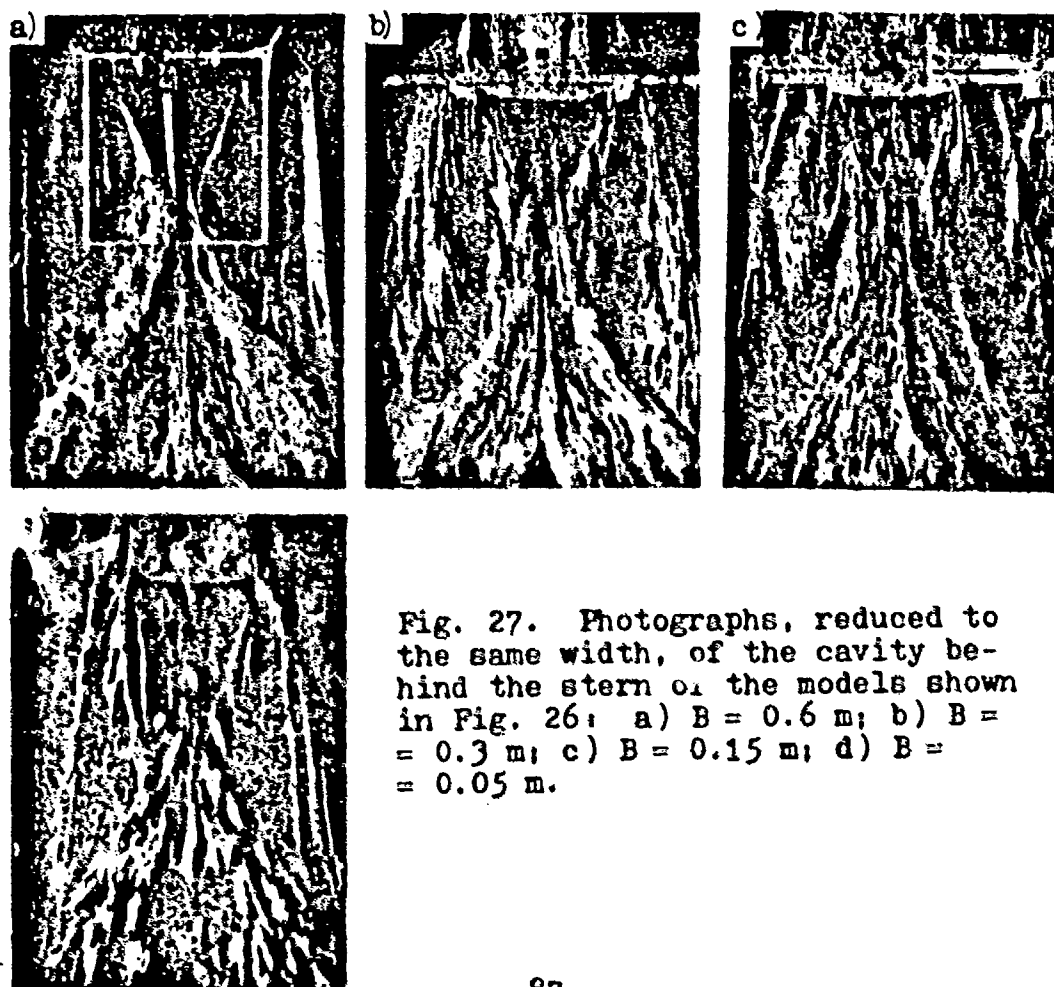 a)
b)
c)
Fig. 27. Photographs, reduced to
the same width, of the cavity be-
hind the stern of the models shown
in Fig. 26: a) B = 0.6 m; b) B =
= 0.3 m; c) B = 0.15 m; d) B =
= 0.05 m.